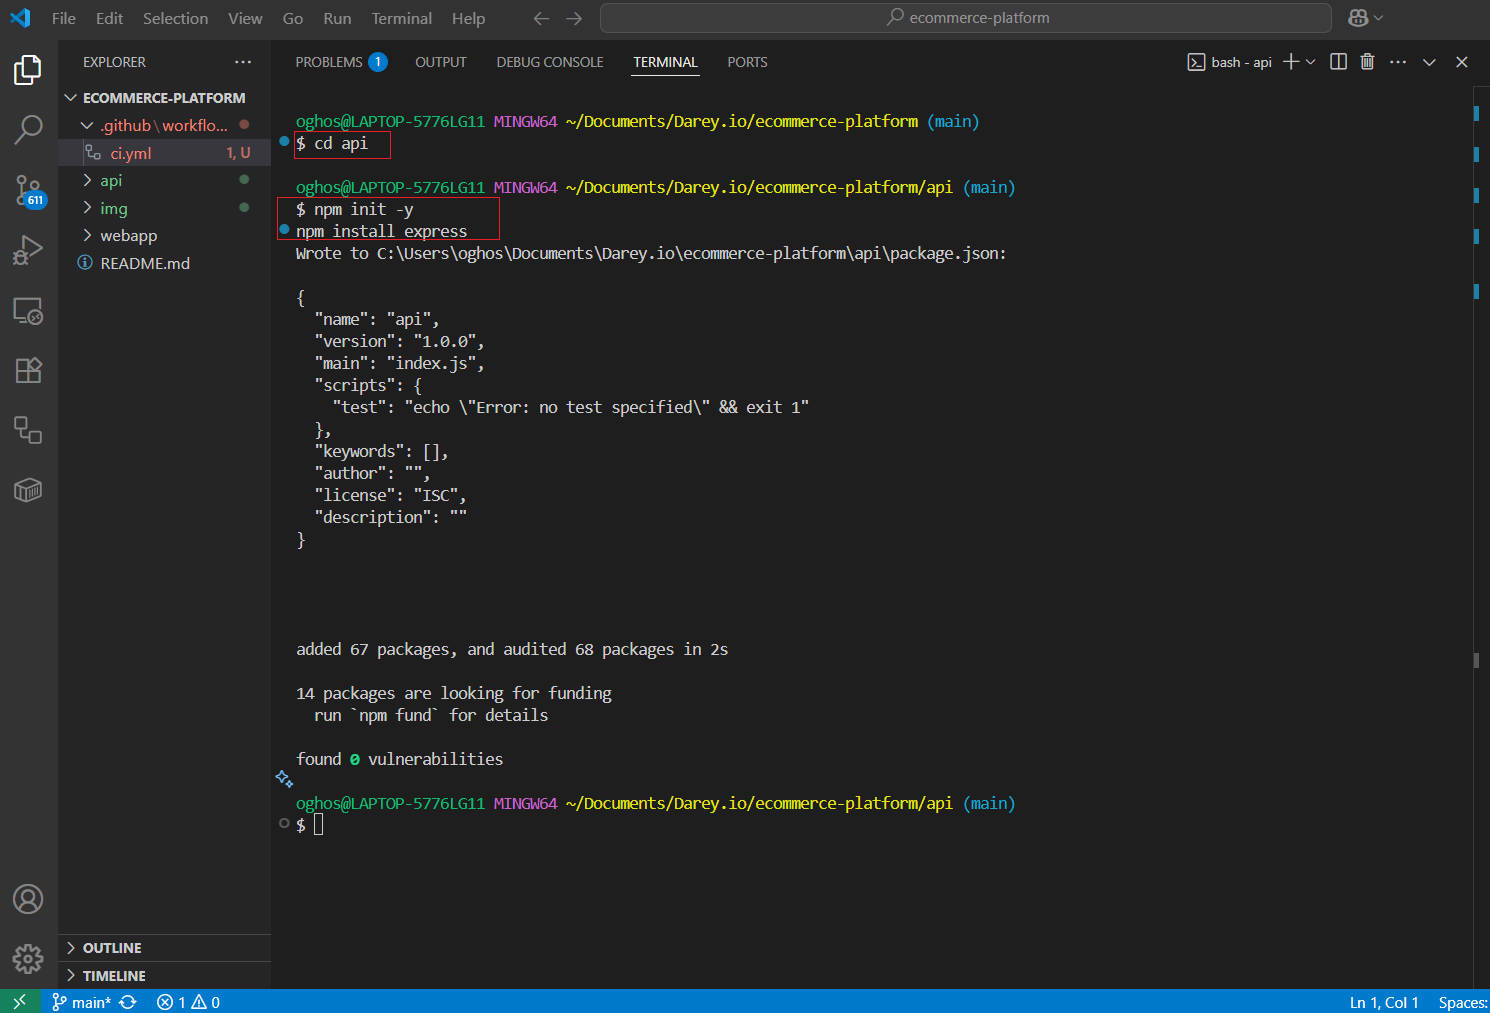 File Edit Selection View Go Run Terminal Help
ecommerce-platform
EXPLORER
ECOMMERCE-PLATFORM
.github\workflo...
ci.yml 1, U
api
img
webapp
README.md
611
OUTLINE
TIMELINE
PROBLEMS 1 OUTPUT DEBUG CONSOLE TERMINAL PORTS
bash - api
oghos@LAPTOP-5776LG11 MINGW64 ~/Documents/Darey.io/ecommerce-platform (main)
$ cd api
oghos@LAPTOP-5776LG11 MINGW64 ~/Documents/Darey.io/ecommerce-platform/api (main)
$ npm init -y
npm install express
Wrote to C:\Users\oghos\Documents\Darey.io\ecommerce-platform\api\package.json:
{
"name": "api",
"version": "1.0.0",
"main": "index.js",
"scripts": {
"test": "echo \"Error: no test specified\" && exit 1"
},
"keywords": [],
"author": "",
"license": "ISC",
"description": ""
}
added 67 packages, and audited 68 packages in 2s
14 packages are looking for funding
run `npm fund` for details
found 0 vulnerabilities
oghos@LAPTOP-5776LG11 MINGW64 ~/Documents/Darey.io/ecommerce-platform/api (main)
$
main* 1 0
Ln 1, Col 1 Spaces: